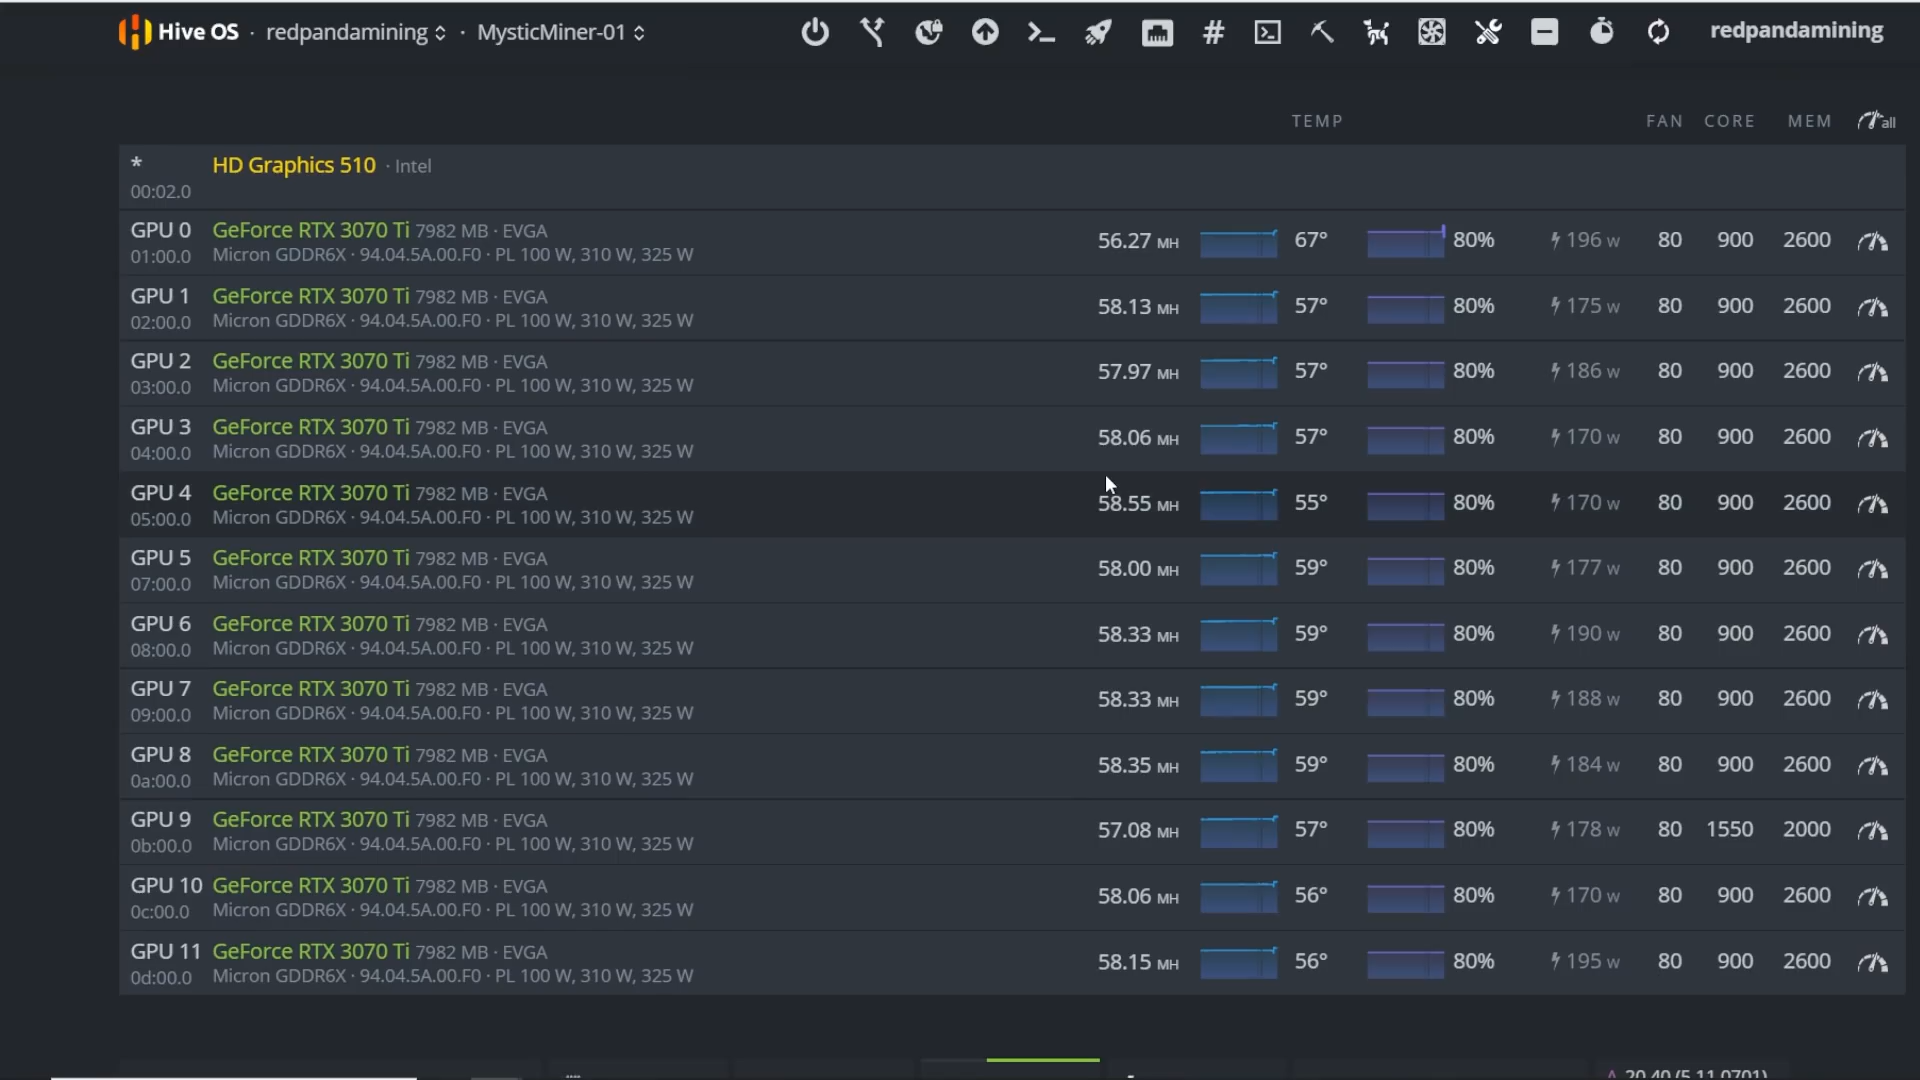 Hive OS · redpandamining · MysticMiner-01 redpandamining
TEMP FAN CORE MEM all
* HD Graphics 510 · Intel
00:02.0
GPU 0 GeForce RTX 3070 Ti 7982 MB · EVGA 56.27 MH 67° 80% 196 W 80 900 2600
01:00.0 Micron GDDR6X · 94.04.5A.00.F0 · PL 100 W, 310 W, 325 W
GPU 1 GeForce RTX 3070 Ti 7982 MB · EVGA 58.13 MH 57° 80% 175 W 80 900 2600
02:00.0 Micron GDDR6X · 94.04.5A.00.F0 · PL 100 W, 310 W, 325 W
GPU 2 GeForce RTX 3070 Ti 7982 MB · EVGA 57.97 MH 57° 80% 186 W 80 900 2600
03:00.0 Micron GDDR6X · 94.04.5A.00.F0 · PL 100 W, 310 W, 325 W
GPU 3 GeForce RTX 3070 Ti 7982 MB · EVGA 58.06 MH 57° 80% 170 W 80 900 2600
04:00.0 Micron GDDR6X · 94.04.5A.00.F0 · PL 100 W, 310 W, 325 W
GPU 4 GeForce RTX 3070 Ti 7982 MB · EVGA 58.55 MH 55° 80% 170 W 80 900 2600
05:00.0 Micron GDDR6X · 94.04.5A.00.F0 · PL 100 W, 310 W, 325 W
GPU 5 GeForce RTX 3070 Ti 7982 MB · EVGA 58.00 MH 59° 80% 177 W 80 900 2600
07:00.0 Micron GDDR6X · 94.04.5A.00.F0 · PL 100 W, 310 W, 325 W
GPU 6 GeForce RTX 3070 Ti 7982 MB · EVGA 58.33 MH 59° 80% 190 W 80 900 2600
08:00.0 Micron GDDR6X · 94.04.5A.00.F0 · PL 100 W, 310 W, 325 W
GPU 7 GeForce RTX 3070 Ti 7982 MB · EVGA 58.33 MH 59° 80% 188 W 80 900 2600
09:00.0 Micron GDDR6X · 94.04.5A.00.F0 · PL 100 W, 310 W, 325 W
GPU 8 GeForce RTX 3070 Ti 7982 MB · EVGA 58.35 MH 59° 80% 184 W 80 900 2600
0a:00.0 Micron GDDR6X · 94.04.5A.00.F0 · PL 100 W, 310 W, 325 W
GPU 9 GeForce RTX 3070 Ti 7982 MB · EVGA 57.08 MH 57° 80% 178 W 80 1550 2000
0b:00.0 Micron GDDR6X · 94.04.5A.00.F0 · PL 100 W, 310 W, 325 W
GPU 10 GeForce RTX 3070 Ti 7982 MB · EVGA 58.06 MH 56° 80% 170 W 80 900 2600
0c:00.0 Micron GDDR6X · 94.04.5A.00.F0 · PL 100 W, 310 W, 325 W
GPU 11 GeForce RTX 3070 Ti 7982 MB · EVGA 58.15 MH 56° 80% 195 W 80 900 2600
0d:00.0 Micron GDDR6X · 94.04.5A.00.F0 · PL 100 W, 310 W, 325 W